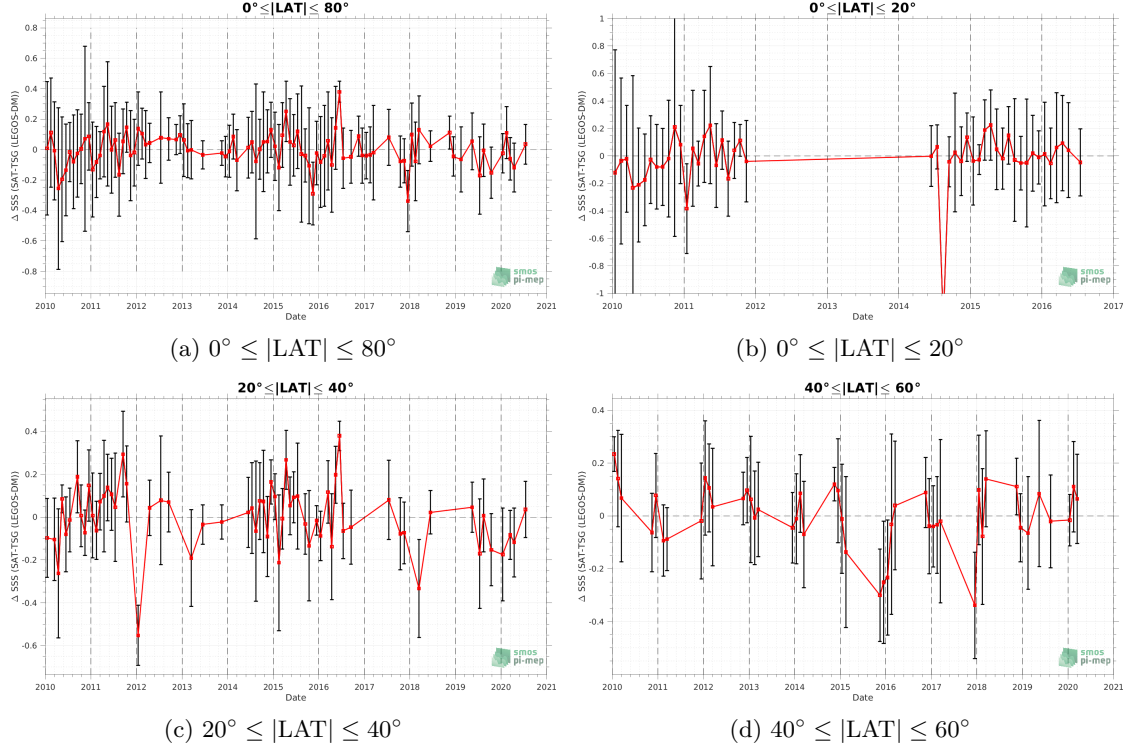 0°≤|LAT|≤ 80°
Δ SSS (SAT-TSG (LEGOS-DM))
0.8
0.6
0.4
0.2
0
-0.2
-0.4
-0.6
-0.8
2010 2011 2012 2013 2014 2015 2016 2017 2018 2019 2020 2021
Date
smos
pi-mep
(a) 0° ≤ |LAT| ≤ 80°
0°≤|LAT|≤ 20°
Δ SSS (SAT-TSG (LEGOS-DM))
1
0.8
0.6
0.4
0.2
0
-0.2
-0.4
-0.6
-0.8
-1
2010 2011 2012 2013 2014 2015 2016 2017
Date
smos
pi-mep
(b) 0° ≤ |LAT| ≤ 20°
20°≤|LAT|≤ 40°
Δ SSS (SAT-TSG (LEGOS-DM))
0.4
0.2
0
-0.2
-0.4
-0.6
2010 2011 2012 2013 2014 2015 2016 2017 2018 2019 2020 2021
Date
smos
pi-mep
(c) 20° ≤ |LAT| ≤ 40°
40°≤|LAT|≤ 60°
Δ SSS (SAT-TSG (LEGOS-DM))
0.4
0.2
0
-0.2
-0.4
2010 2011 2012 2013 2014 2015 2016 2017 2018 2019 2020 2021
Date
smos
pi-mep
(d) 40° ≤ |LAT| ≤ 60°